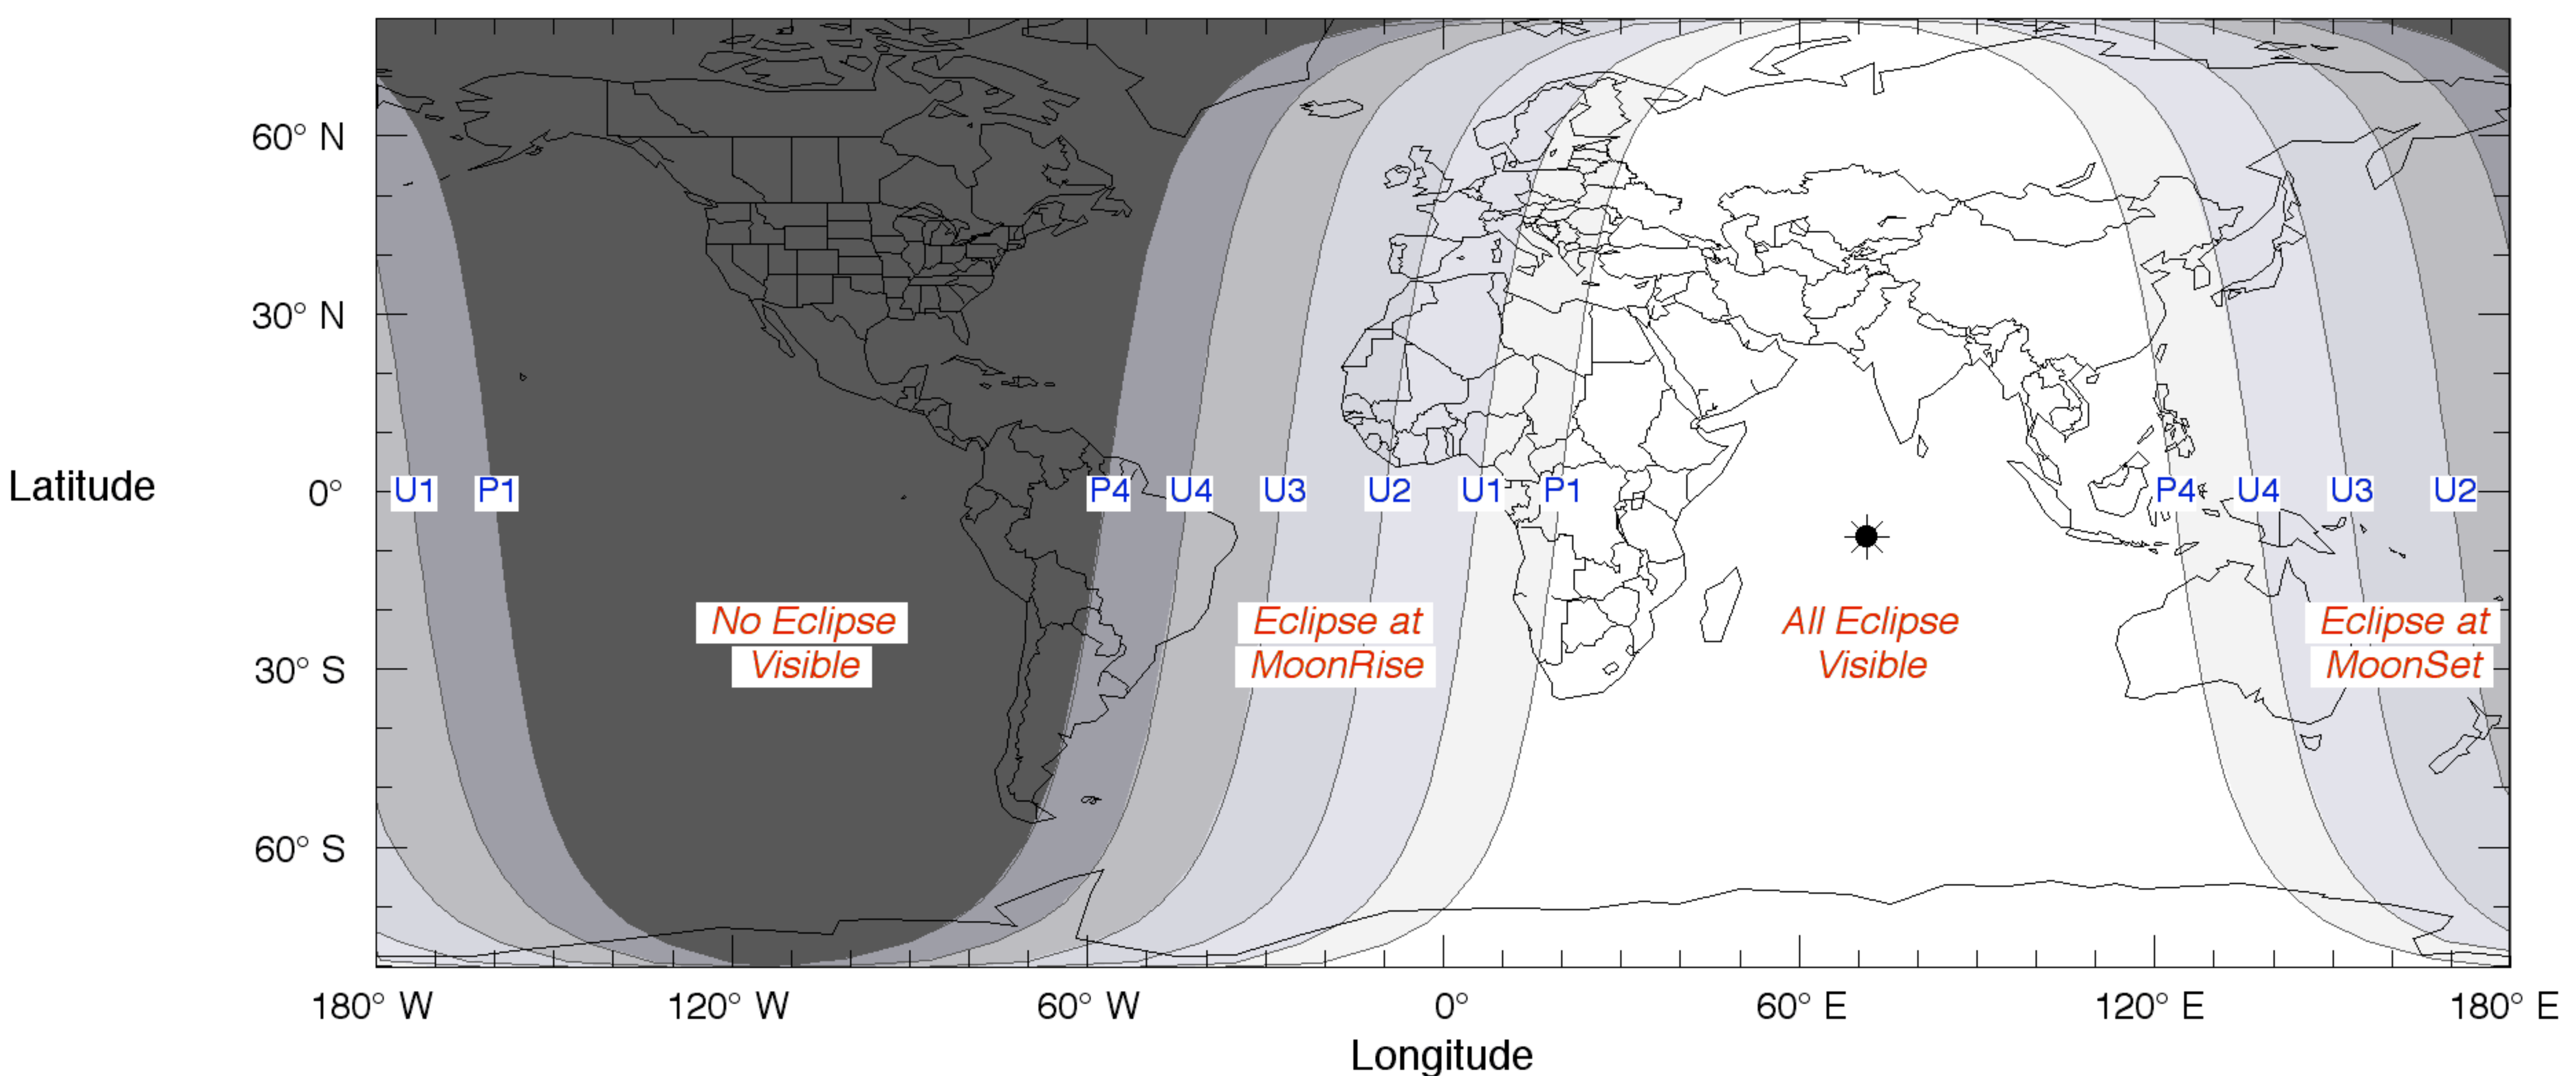 60° N
30° N
Latitude
0°
U1 P1 P4 U4 U3 U2 U1 P1 P4 U4 U3 U2
No Eclipse
Visible
Eclipse at
MoonRise
All Eclipse
Visible
Eclipse at
MoonSet
30° S
60° S
180° W 120° W 60° W 0° 60° E 120° E 180° E
Longitude